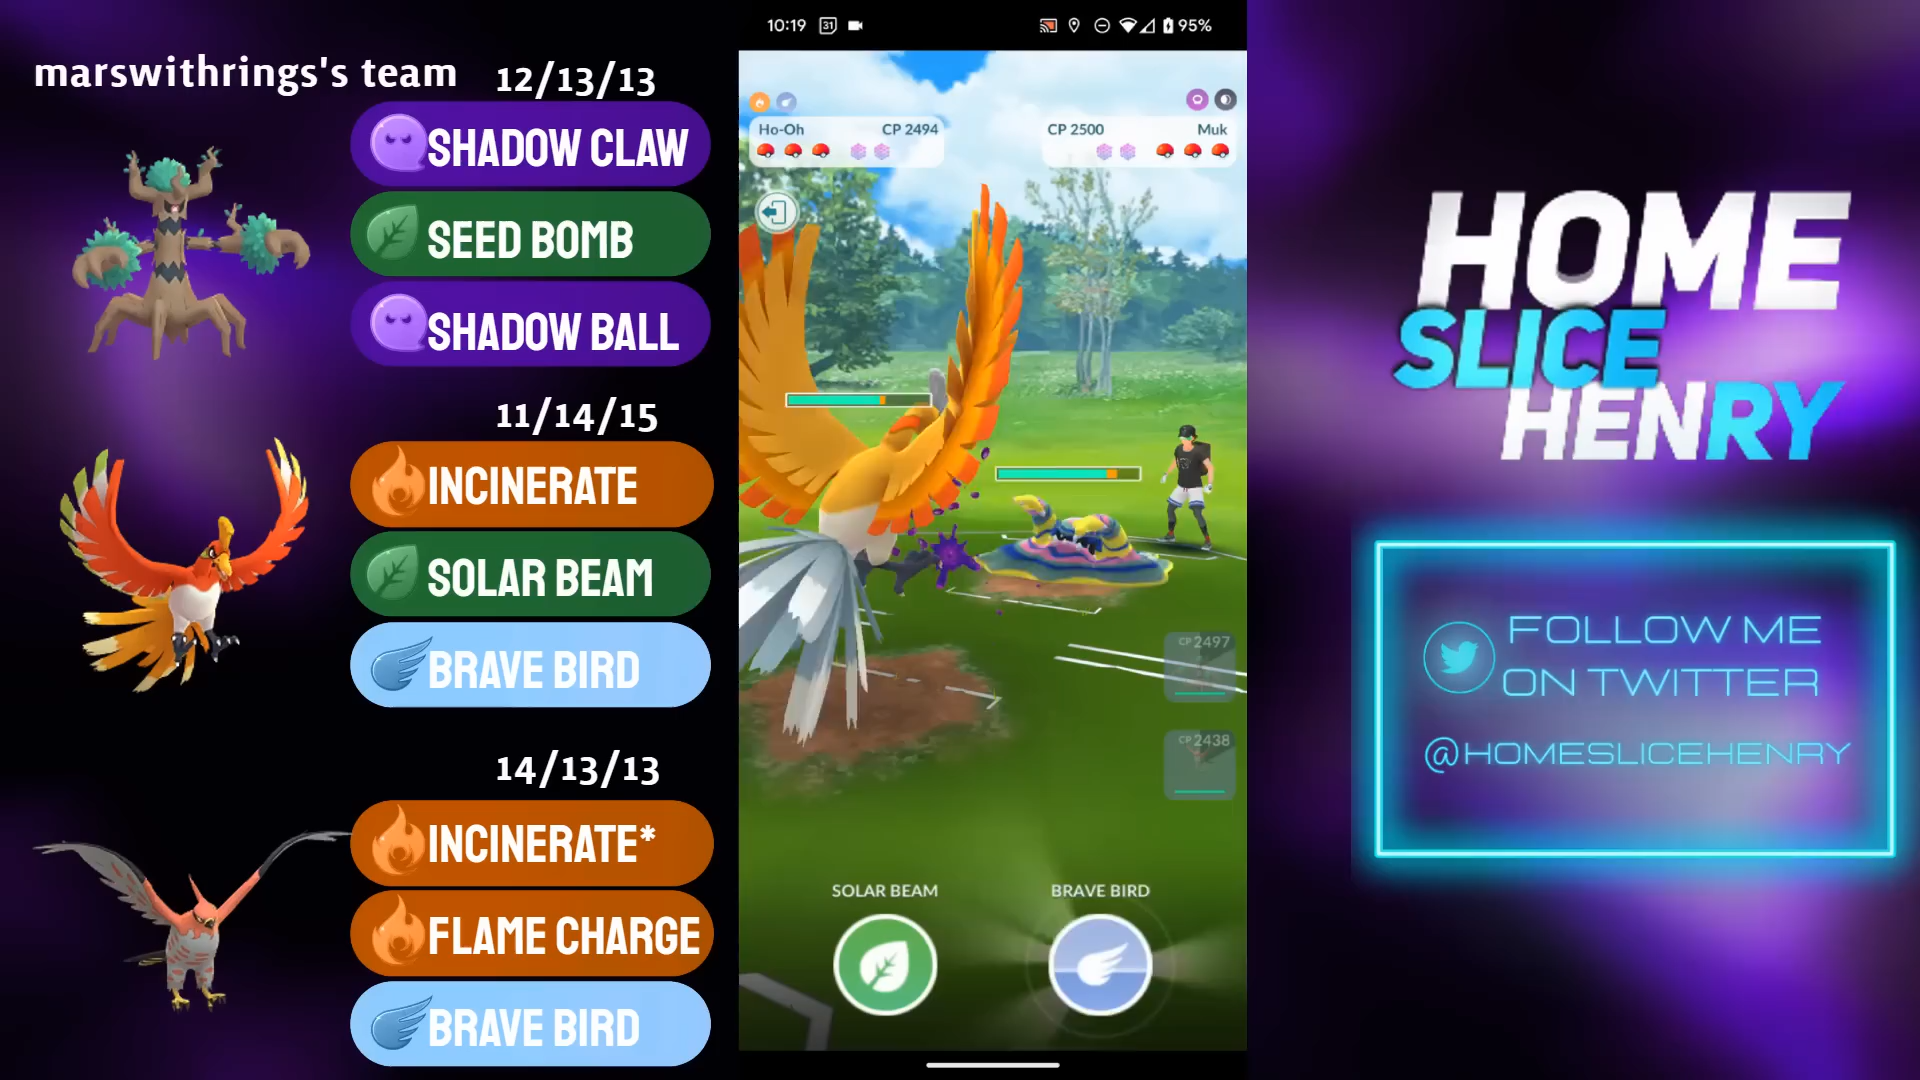 marswithrings's team
12/13/13
SHADOW CLAW
SEED BOMB
SHADOW BALL
11/14/15
INCINERATE
SOLAR BEAM
BRAVE BIRD
14/13/13
INCINERATE*
FLAME CHARGE
BRAVE BIRD
10:19
31
95%
Ho-Oh CP 2494
CP 2500 Muk
CP 2497
CP 2438
SOLAR BEAM
BRAVE BIRD
HOME
SLICE
HENRY
FOLLOW ME
ON TWITTER
@HOMESLICEHENRY